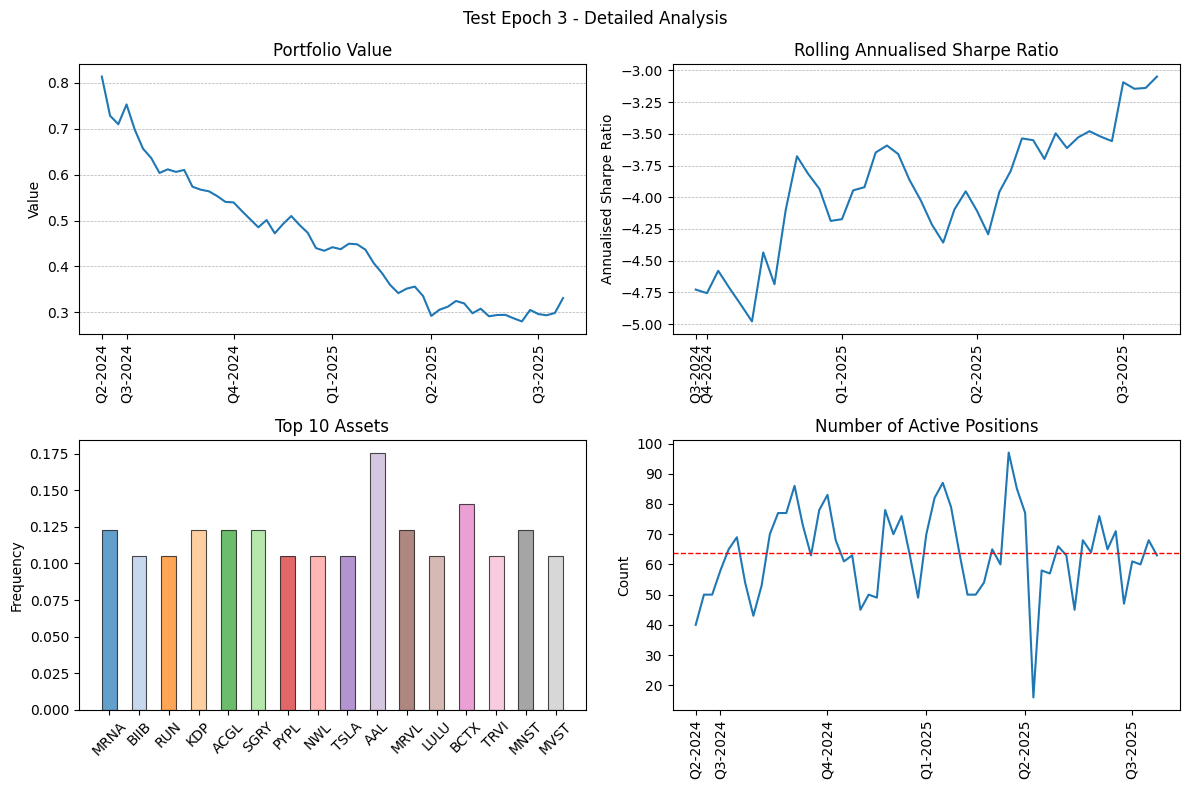 Test Epoch 3 - Detailed Analysis
Portfolio Value
Value
0.8
0.7
0.6
0.5
0.4
0.3
Q2-2024
Q3-2024
Q4-2024
Q1-2025
Q2-2025
Q3-2025
Rolling Annualised Sharpe Ratio
Annualised Sharpe Ratio
−3.00
−3.25
−3.50
−3.75
−4.00
−4.25
−4.50
−4.75
−5.00
Q3-2024
Q4-2024
Q1-2025
Q2-2025
Q3-2025
Top 10 Assets
Frequency
0.175
0.150
0.125
0.100
0.075
0.050
0.025
0.000
MRNA
BIIB
RUN
KDP
ACGL
SGRY
PYPL
NWL
TSLA
AAL
MRVL
LULU
BCTX
TRVI
MNST
MVST
Number of Active Positions
Count
100
90
80
70
60
50
40
30
20
Q2-2024
Q3-2024
Q4-2024
Q1-2025
Q2-2025
Q3-2025